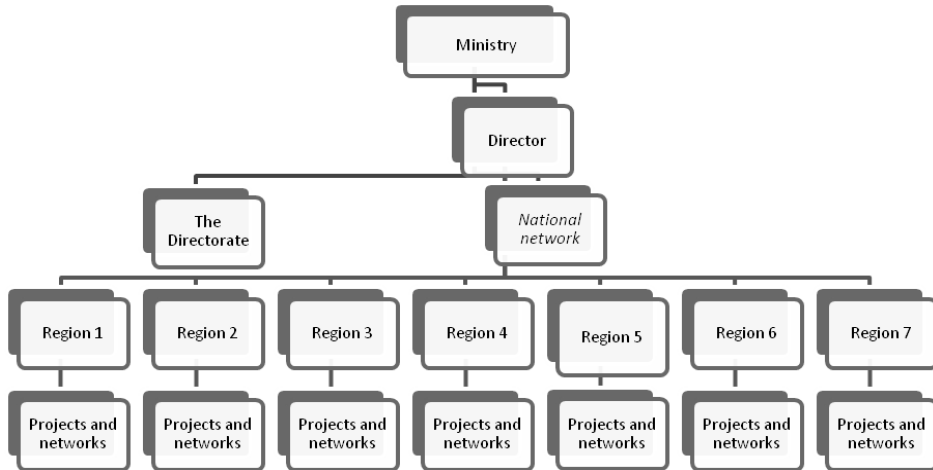 Ministry
Director
The
Directorate
National
network
Region 1
Region 2
Region 3
Region 4
Region 5
Region 6
Region 7
Projects and
networks
Projects and
networks
Projects and
networks
Projects and
networks
Projects and
networks
Projects and
networks
Projects and
networks